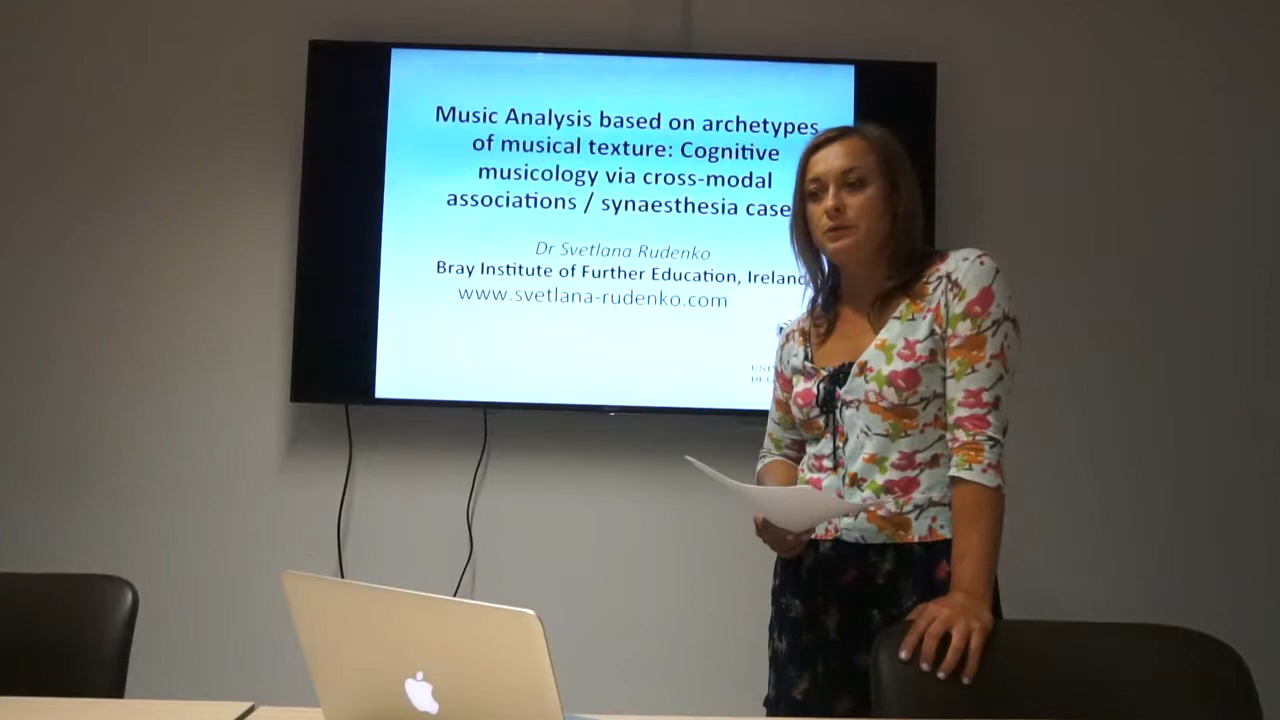 Music Analysis based on archetypes
of musical texture: Cognitive
musicology via cross-modal
associations / synaesthesia case
Dr Svetlana Rudenko
Bray Institute of Further Education, Ireland
www.svetlana-rudenko.com